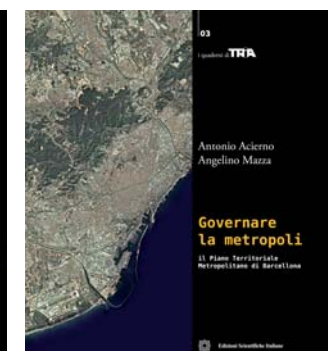 03
i quaderni di TRIA
Antonio Acierno
Angelino Mazza
Governare
la metropoli
il Piano Territoriale
Metropolitano di Barcellona
Edizioni Scientifiche Italiane